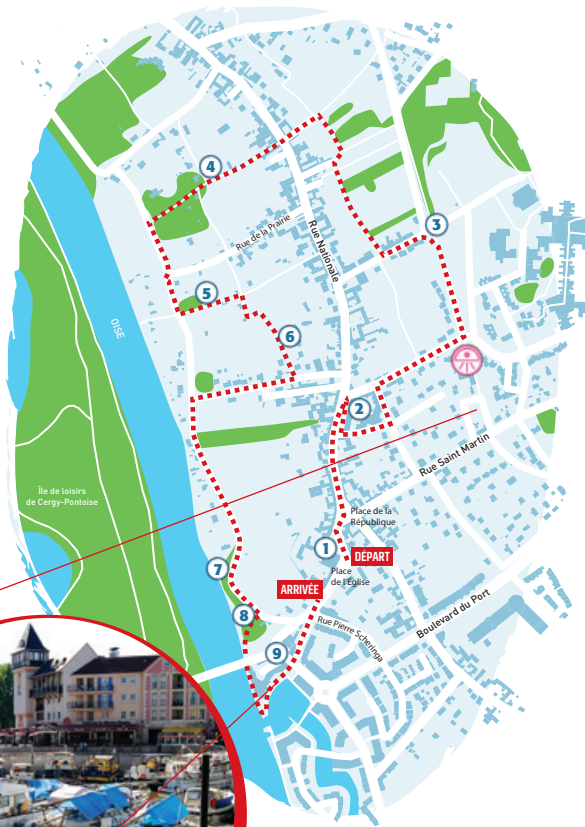 4
3
Rue de la Prairie
Rue Nationale
5
OISE
6
2
Rue Saint Martin
Île de loisirs
de Cergy-Pontoise
Place de la
République
1
DÉPART
7
Place
de l'Église
ARRIVÉE
8
Rue Pierre Scheringa
Boulevard du Port
9